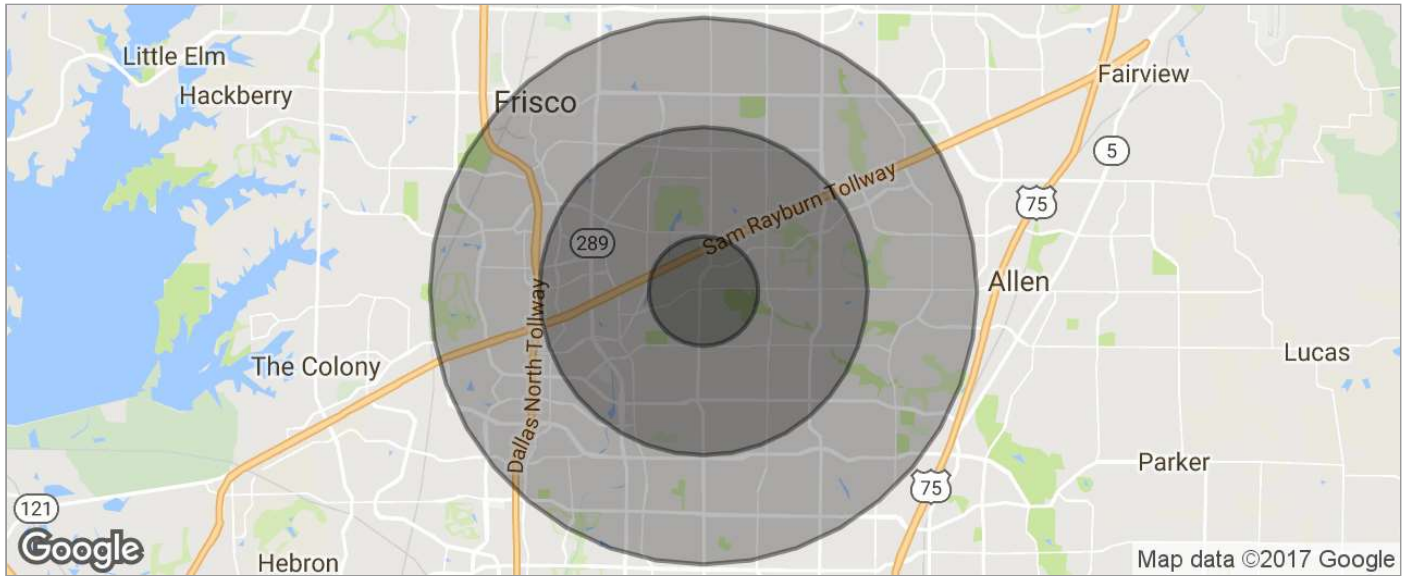 Little Elm
Hackberry
Frisco
Fairview
5
75
Sam Rayburn Tollway
289
Allen
Dallas North Tollway
The Colony
Lucas
Parker
75
121
Google
Hebron
Map data ©2017 Google